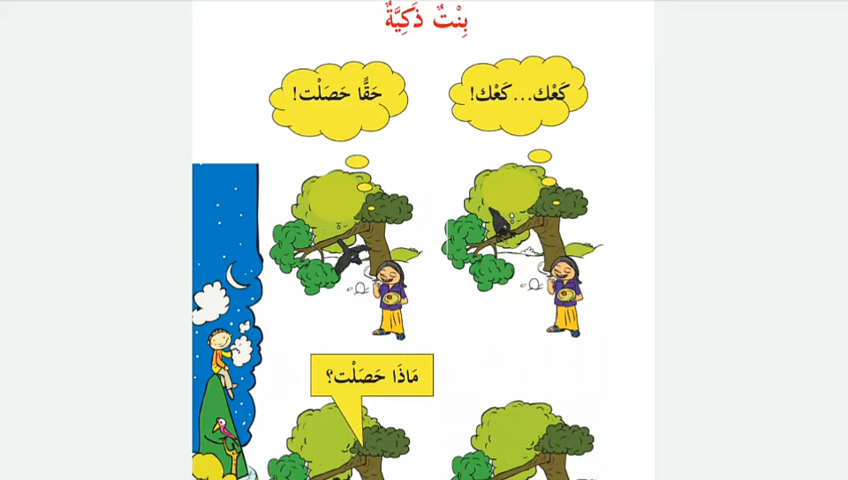 بِنْتٌ ذَكِيَّةٌ
كَعْك...كَعْك!
حَقًّا حَصَلْت!
مَاذَا حَصَلْت؟